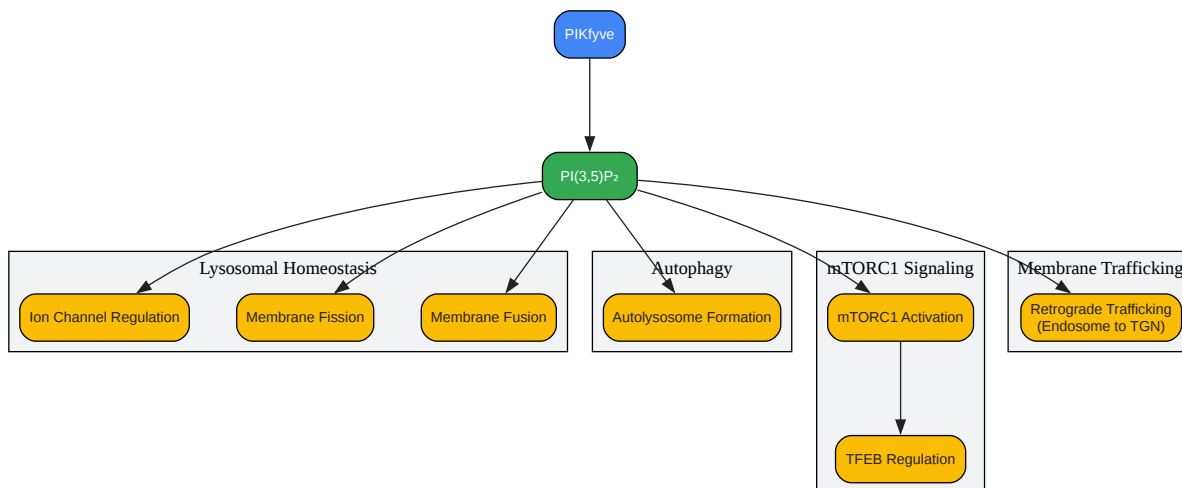 PIKfyve
PI(3,5)P₂
Lysosomal Homeostasis
Autophagy
mTORC1 Signaling
Membrane Trafficking
Ion Channel Regulation
Membrane Fission
Membrane Fusion
Autolysosome Formation
mTORC1 Activation
Retrograde Trafficking
(Endosome to TGN)
TFEB Regulation